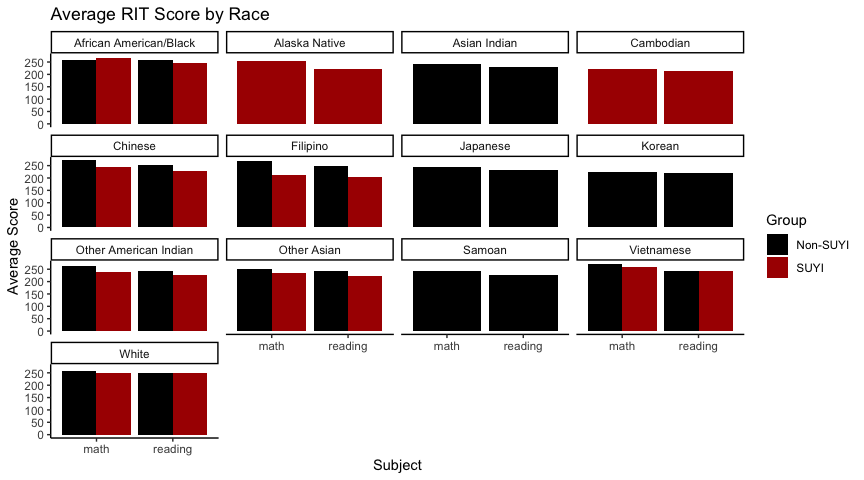 Average RIT Score by Race
African American/Black
Alaska Native
Asian Indian
Cambodian
250
200
150
100
50
0
Chinese
Filipino
Japanese
Korean
250
200
150
100
50
0
Other American Indian
Other Asian
Samoan
Vietnamese
250
200
150
100
50
0
math reading
math reading
math reading
White
250
200
150
100
50
0
math reading
Subject
Average Score
Group
Non-SUYI
SUYI